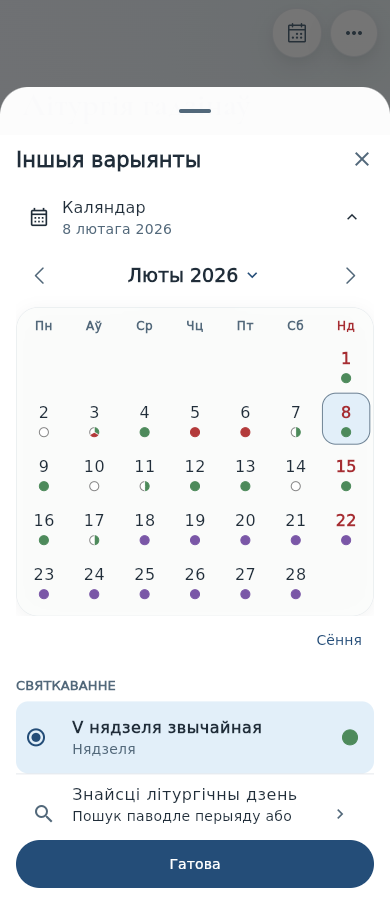 Іншыя варыянты
Каляндар
8 лютага 2026
Люты 2026
Пн Аў Ср Чц Пт Сб Нд
1
2 3 4 5 6 7 8
9 10 11 12 13 14 15
16 17 18 19 20 21 22
23 24 25 26 27 28
Сёння
СВЯТКАВАННЕ
V нядзеля звычайная
Нядзеля
Знайсці літургічны дзень
Пошук паводле перыяду або
Гатова